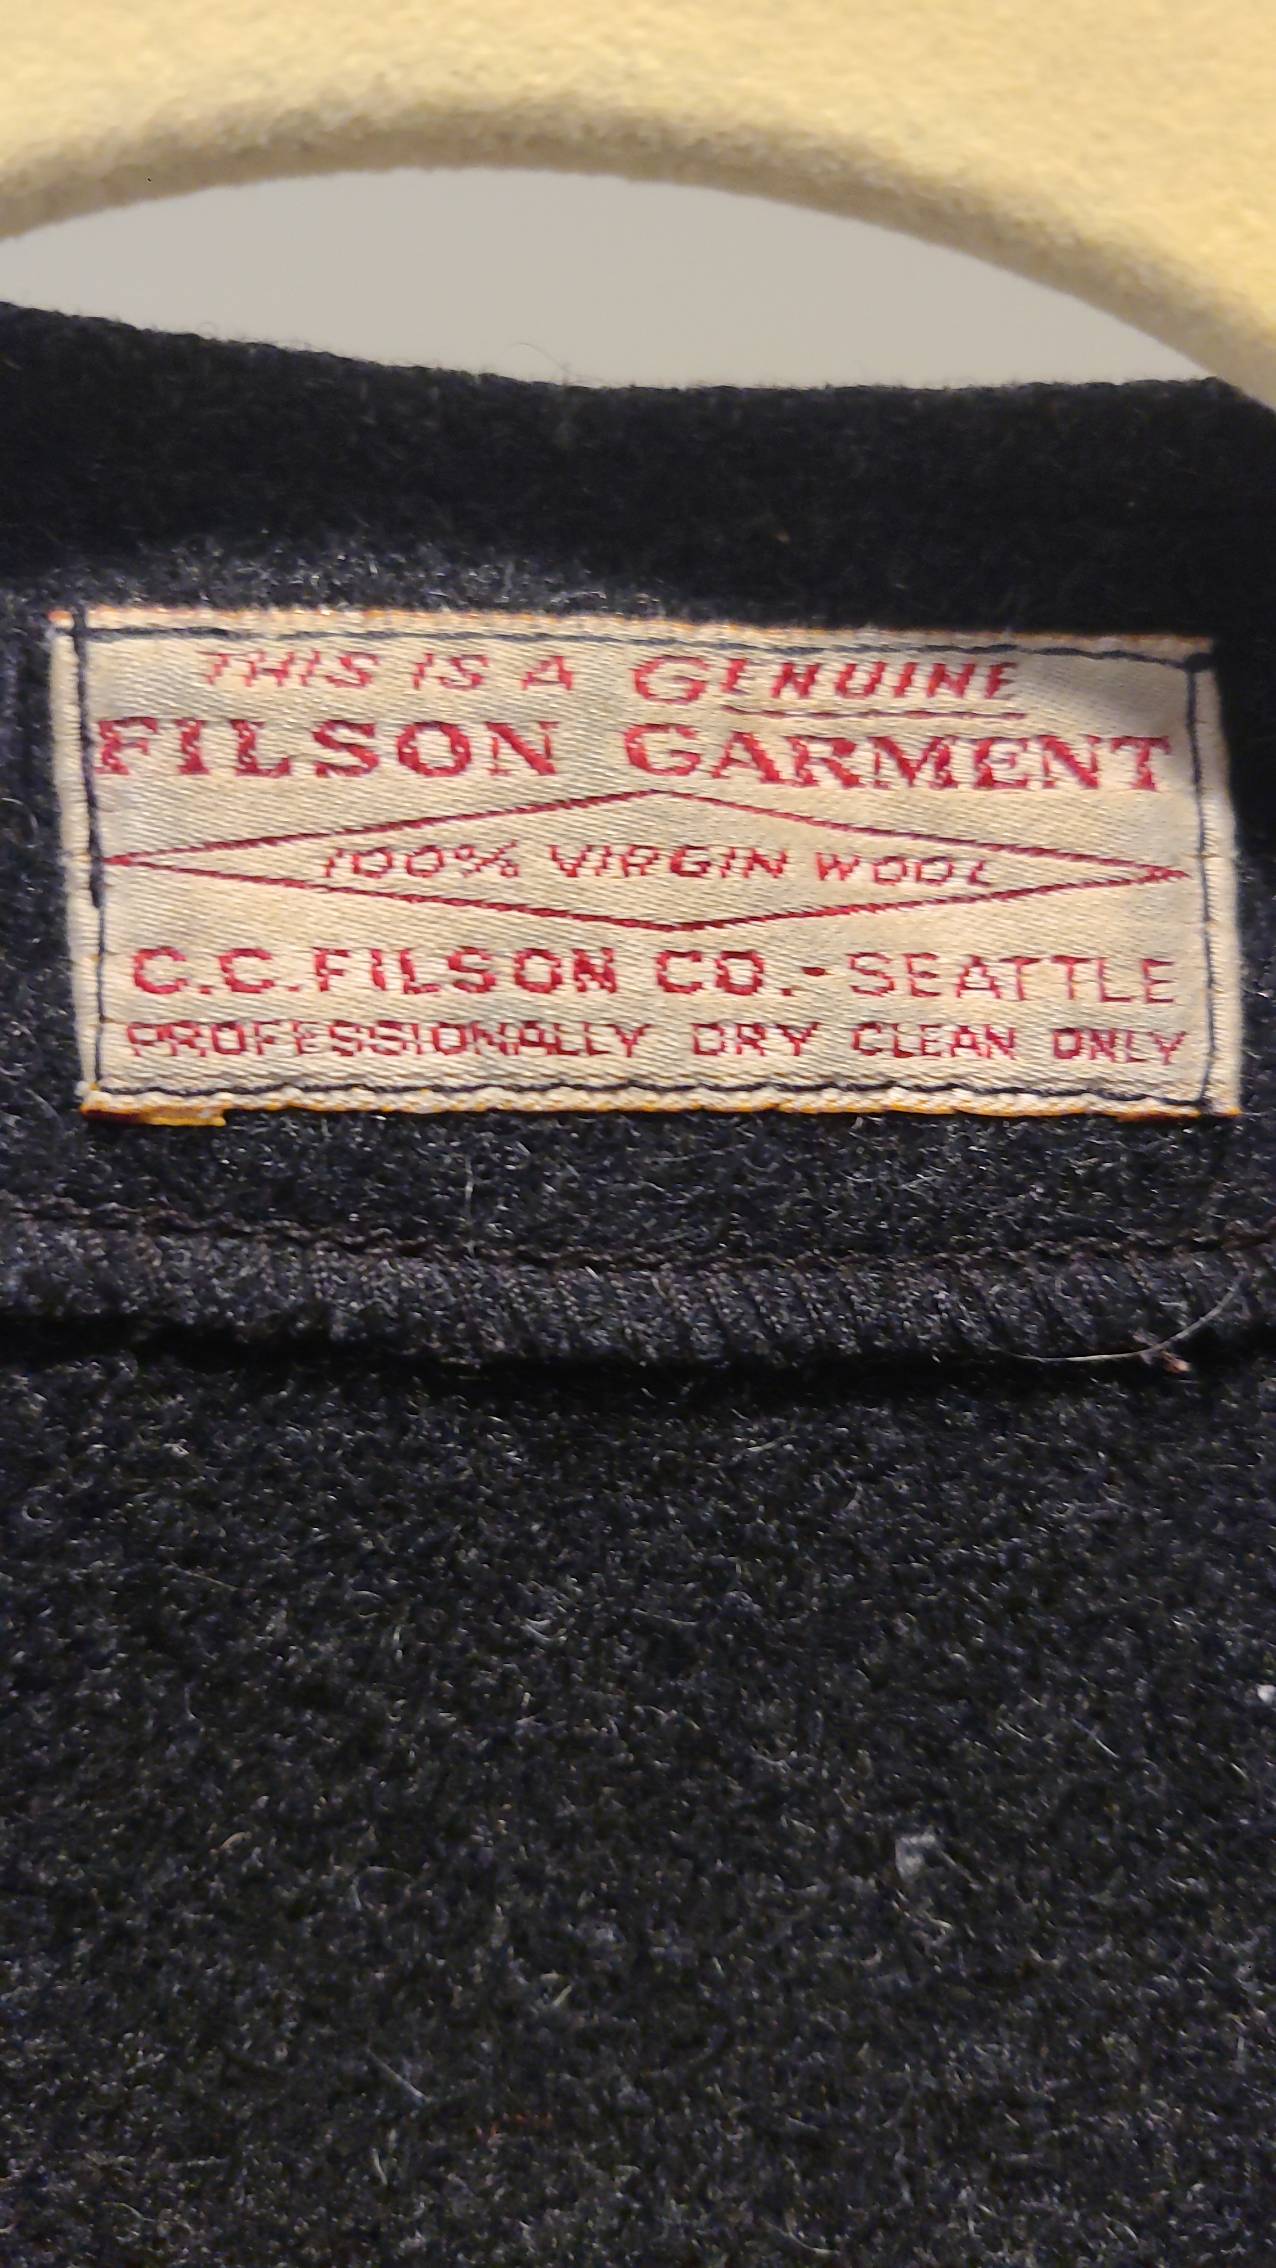 THIS IS A GENUINE
FILSON GARMENT
100% VIRGIN WOOL
C.C. FILSON CO. - SEATTLE
PROFESSIONALLY DRY CLEAN ONLY